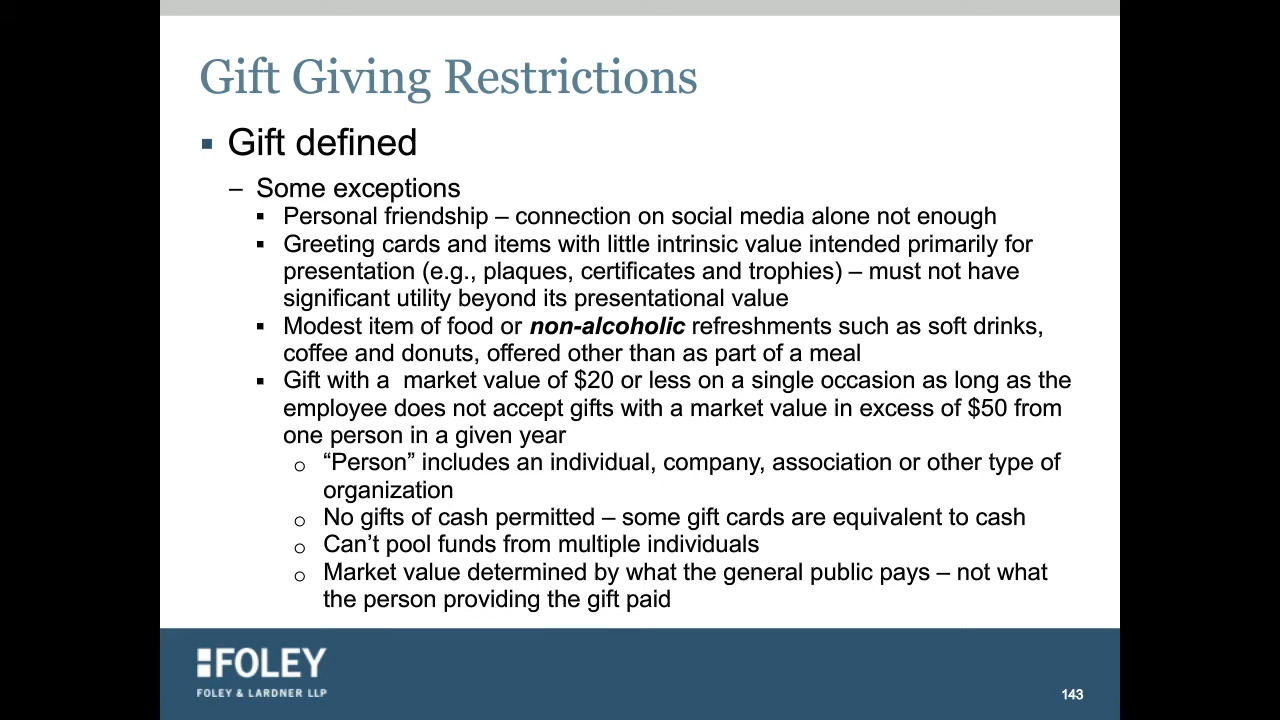 Gift Giving Restrictions
▪ Gift defined
– Some exceptions
▪ Personal friendship – connection on social media alone not enough
▪ Greeting cards and items with little intrinsic value intended primarily for
presentation (e.g., plaques, certificates and trophies) – must not have
significant utility beyond its presentational value
▪ Modest item of food or non-alcoholic refreshments such as soft drinks,
coffee and donuts, offered other than as part of a meal
▪ Gift with a  market value of $20 or less on a single occasion as long as the
employee does not accept gifts with a market value in excess of $50 from
one person in a given year
o “Person” includes an individual, company, association or other type of
organization
o No gifts of cash permitted – some gift cards are equivalent to cash
o Can’t pool funds from multiple individuals
o Market value determined by what the general public pays – not what
the person providing the gift paid
FOLEY
FOLEY & LARDNER LLP
143